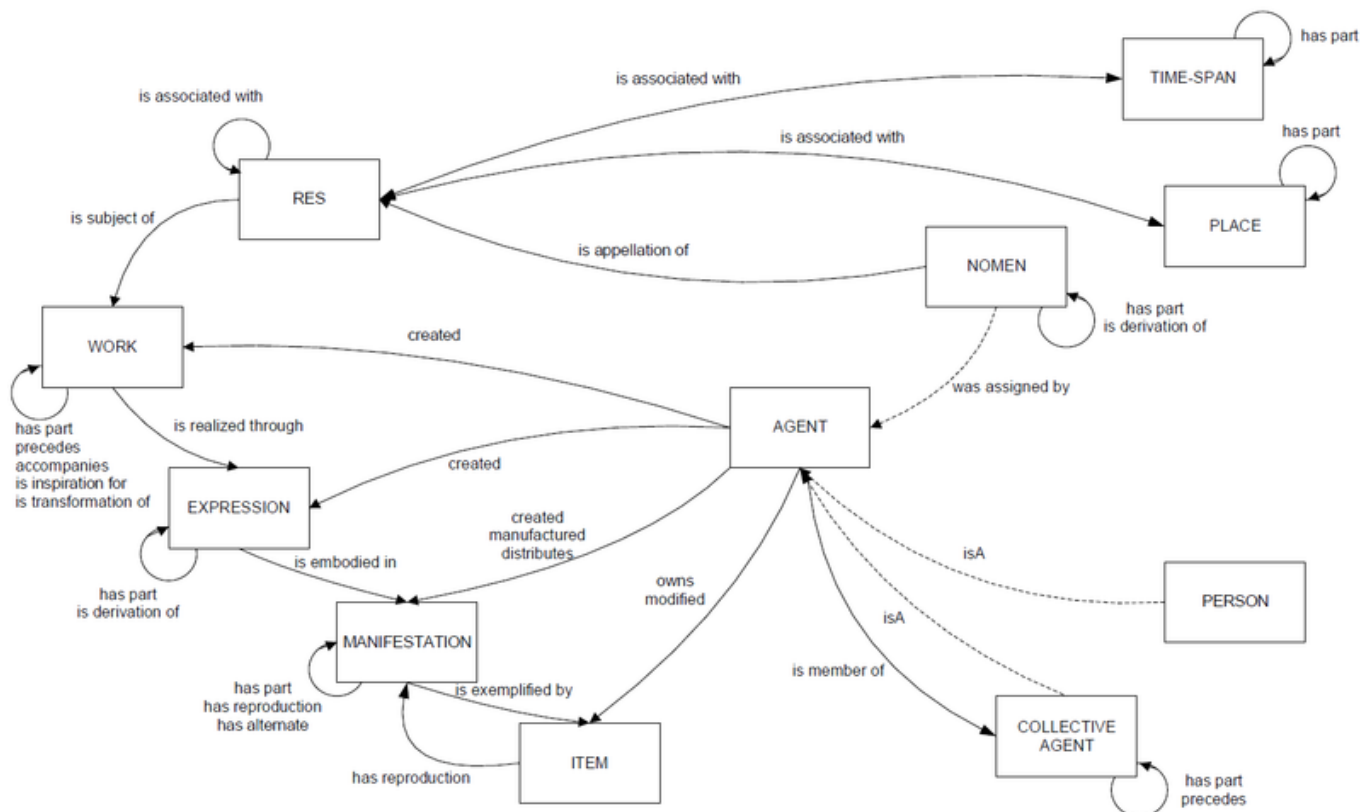 has part
TIME-SPAN
is associated with
is associated with
is associated with
has part
RES
is subject of
PLACE
is appellation of
NOMEN
has part
is derivation of
WORK
created
was assigned by
AGENT
has part
precedes
accompanies
is inspiration for
is transformation of
is realized through
created
EXPRESSION
created
manufactured
distributes
is embodied in
has part
is derivation of
owns
modified
isA
PERSON
isA
MANIFESTATION
is member of
has part
has reproduction
has alternate
is exemplified by
COLLECTIVE
AGENT
ITEM
has reproduction
has part
precedes